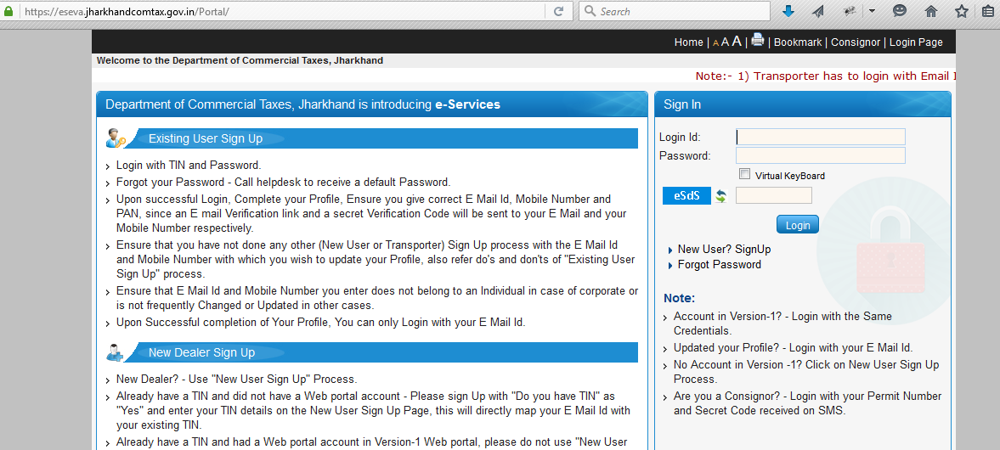 https://eseva.jharkhandcomtax.gov.in/Portal/
Search
Home | A A A | | Bookmark | Consignor | Login Page
Welcome to the Department of Commercial Taxes, Jharkhand
Note:- 1) Transporter has to login with Email
Department of Commercial Taxes, Jharkhand is introducing e-Services
Existing User Sign Up
Login with TIN and Password.
Forgot your Password - Call helpdesk to receive a default Password.
Upon successful Login, Complete your Profile, Ensure you give correct E Mail Id, Mobile Number and
PAN, since an E mail Verification link and a secret Verification Code will be sent to your E Mail and your
Mobile Number respectively.
Ensure that you have not done any other (New User or Transporter) Sign Up process with the E Mail Id
and Mobile Number with which you wish to update your Profile, also refer do's and don'ts of "Existing User
Sign Up" process.
Ensure that E Mail Id and Mobile Number you enter does not belong to an Individual in case of corporate or
is not frequently Changed or Updated in other cases.
Upon Successful completion of Your Profile, You can only Login with your E Mail Id.
New Dealer Sign Up
New Dealer? - Use "New User Sign Up" Process.
Already have a TIN and did not have a Web portal account - Please sign Up with "Do you have TIN" as
"Yes" and enter your TIN details on the New User Sign Up Page, this will directly map your E Mail Id with
your existing TIN.
Already have a TIN and had a Web portal account in Version-1 Web portal, please do not use "New User
Sign In
Login Id:
Password:
Virtual KeyBoard
eSdS
Login
New User? SignUp
Forgot Password
Note:
Account in Version-1? - Login with the Same
Credentials.
Updated your Profile? - Login with your E Mail Id.
No Account in Version -1? Click on New User Sign Up
Process.
Are you a Consignor? - Login with your Permit Number
and Secret Code received on SMS.